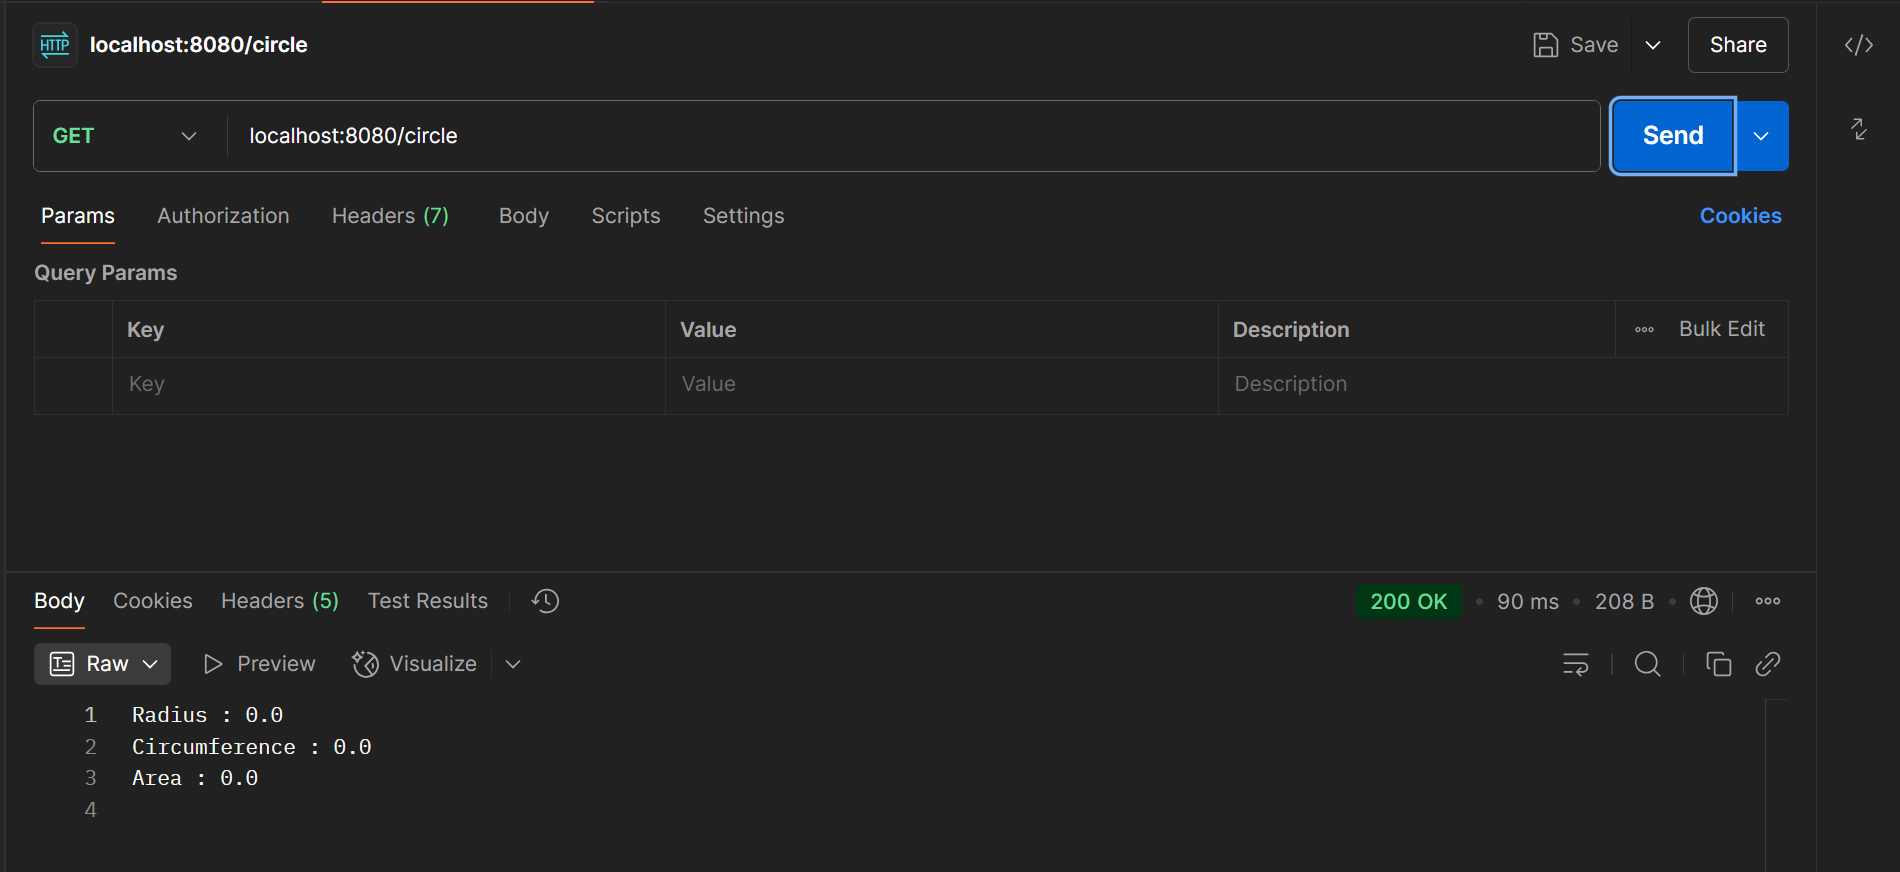 HTTP localhost:8080/circle Save Share
GET localhost:8080/circle Send
Params Authorization Headers (7) Body Scripts Settings Cookies
Query Params
Key Value Description Bulk Edit
Key Value Description
Body Cookies Headers (5) Test Results 200 OK 90 ms 208 B
Raw Preview Visualize
1 Radius : 0.0
2 Circumference : 0.0
3 Area : 0.0
4